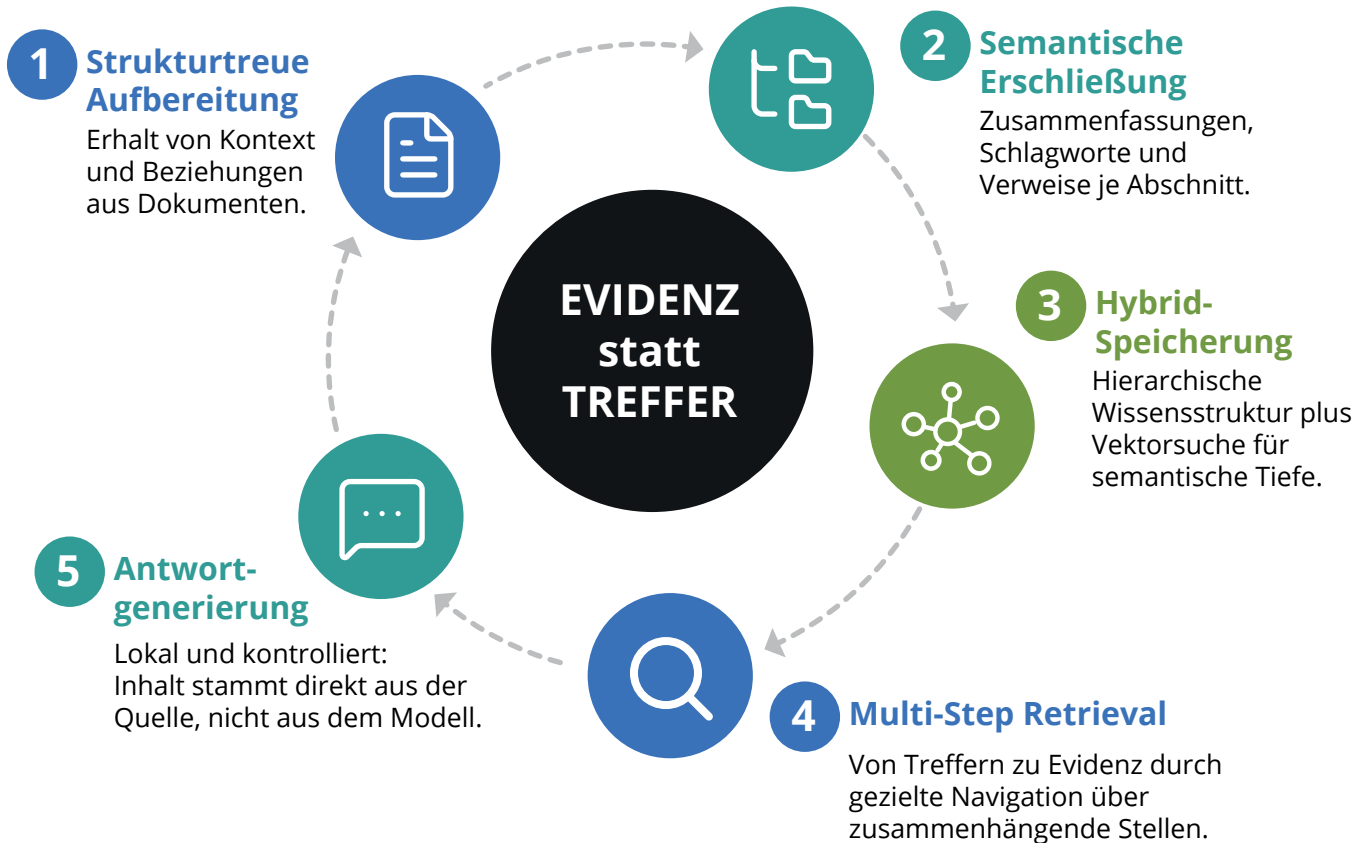 1
Strukturtreue
Aufbereitung
Erhalt von Kontext
und Beziehungen
aus Dokumenten.
2
Semantische
Erschließung
Zusammenfassungen,
Schlagworte und
Verweise je Abschnitt.
EVIDENZ
statt
TREFFER
3
Hybrid-
Speicherung
Hierarchische
Wissensstruktur plus
Vektorsuche für
semantische Tiefe.
4
Multi-Step Retrieval
Von Treffern zu Evidenz durch
gezielte Navigation über
zusammenhängende Stellen.
5
Antwort-
generierung
Lokal und kontrolliert:
Inhalt stammt direkt aus der
Quelle, nicht aus dem Modell.